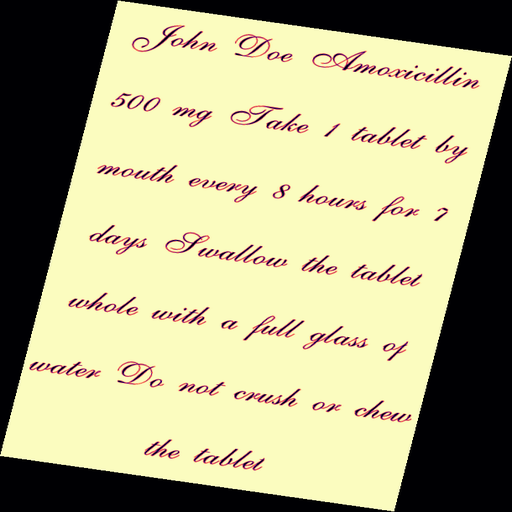 John Doe Amoxicillin
500 mg Take 1 tablet by
mouth every 8 hours for 7
days Swallow the tablet
whole with a full glass of
water Do not crush or chew
the tablet